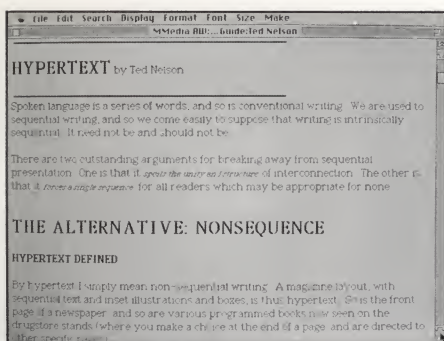 File Edit Search Display Format Font Size Make
MMedia AW:...Guide:Ted Nelson
HYPERTEXT by Ted Nelson
Spoken language is a series of words, and so is conventional writing. We are used to
sequential writing, and so we come easily to suppose that writing is intrinsically
sequential. It need not be and should not be.
There are two outstanding arguments for breaking away from sequential
presentation. One is that it spoils the unity and structure of interconnection. The other is
that it forces a single sequence for all readers which may be appropriate for none.
THE ALTERNATIVE: NONSEQUENCE
HYPERTEXT DEFINED
By hypertext I simply mean non-sequential writing. A magazine layout, with
sequential text and inset illustrations and boxes, is thus hypertext. So is the front
page of a newspaper, and so are various programmed books now seen on the
drugstore stands (where you make a choice at the end of a page, and are directed to
other specific pages).